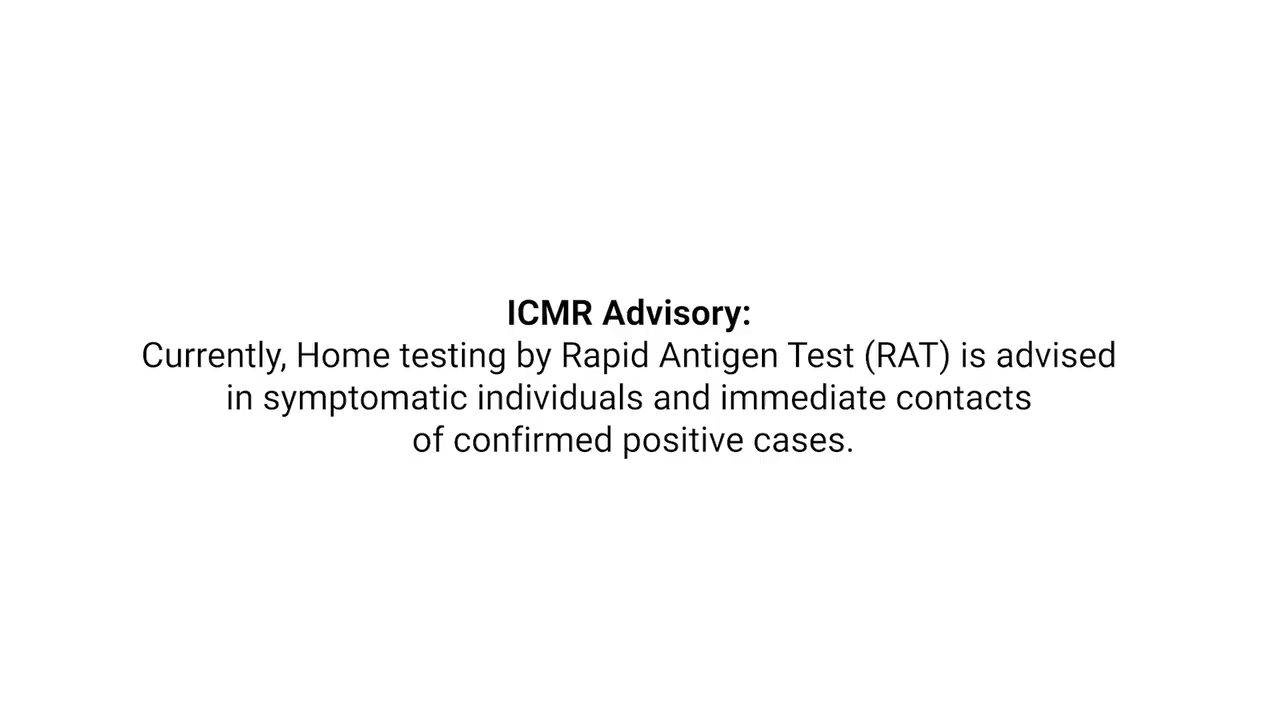 ICMR Advisory:
Currently, Home testing by Rapid Antigen Test (RAT) is advised
in symptomatic individuals and immediate contacts
of confirmed positive cases.